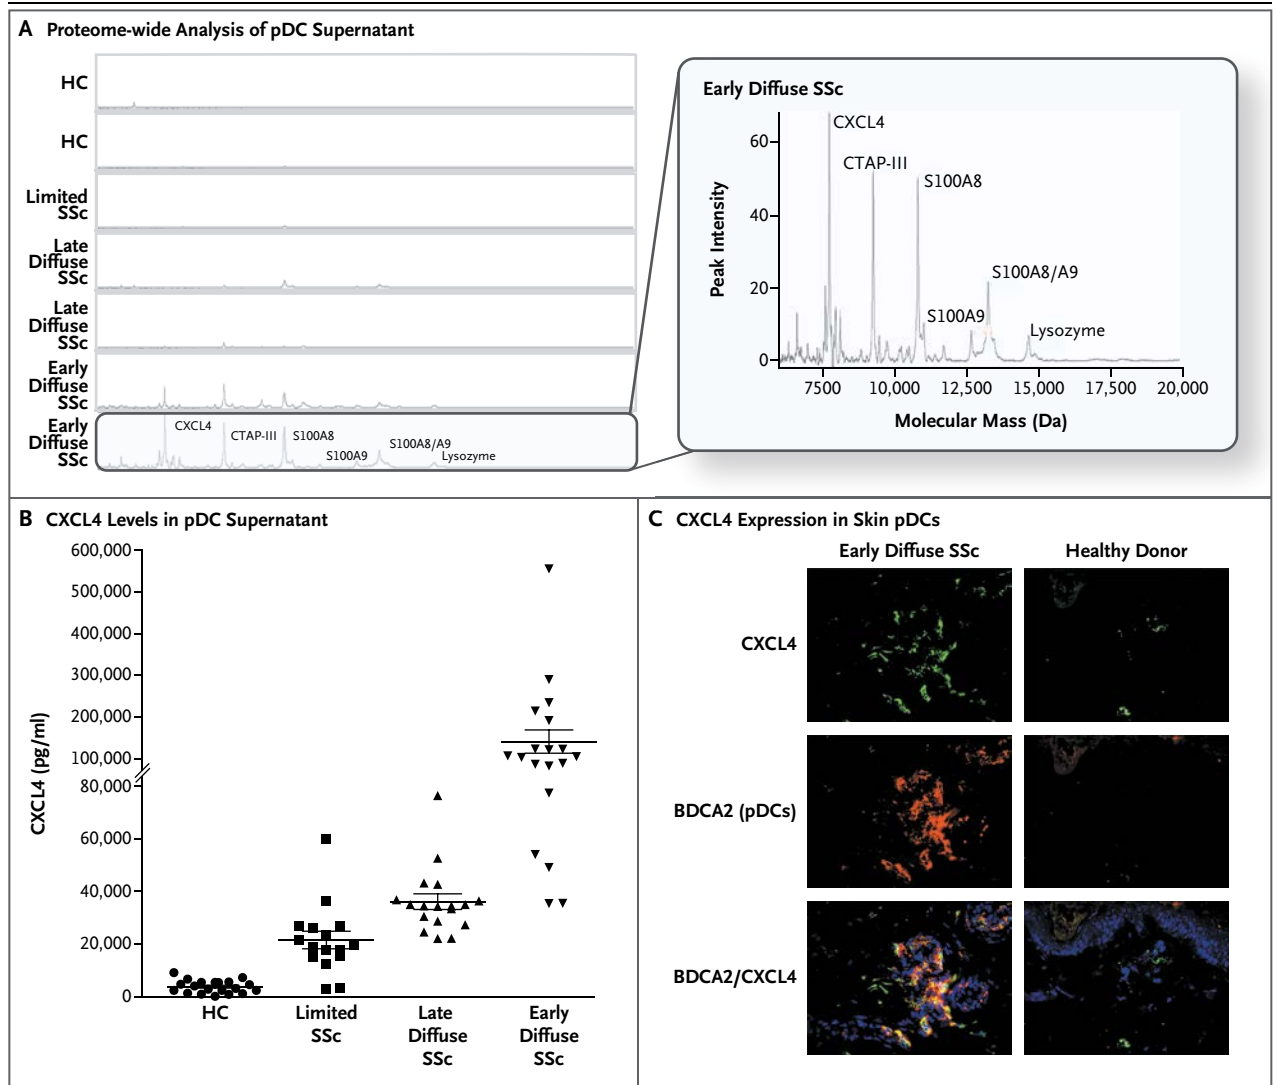 A Proteome-wide Analysis of pDC Supernatant
HC
HC
Limited
SSc
Late
Diffuse
SSc
Late
Diffuse
SSc
Early
Diffuse
SSc
Early
Diffuse
SSc
CXCL4
CTAP-III
S100A8
S100A9
S100A8/A9
Lysozyme
Early Diffuse SSc
Peak Intensity
60
40
20
0
CXCL4
CTAP-III
S100A8
S100A9
S100A8/A9
Lysozyme
7500 10,000 12,500 15,000 17,500 20,000
Molecular Mass (Da)
B CXCL4 Levels in pDC Supernatant
CXCL4 (pg/ml)
600,000
500,000
400,000
300,000
200,000
100,000
80,000
60,000
40,000
20,000
0
HC
Limited
SSc
Late
Diffuse
SSc
Early
Diffuse
SSc
C CXCL4 Expression in Skin pDCs
Early Diffuse SSc Healthy Donor
CXCL4
BDCA2 (pDCs)
BDCA2/CXCL4